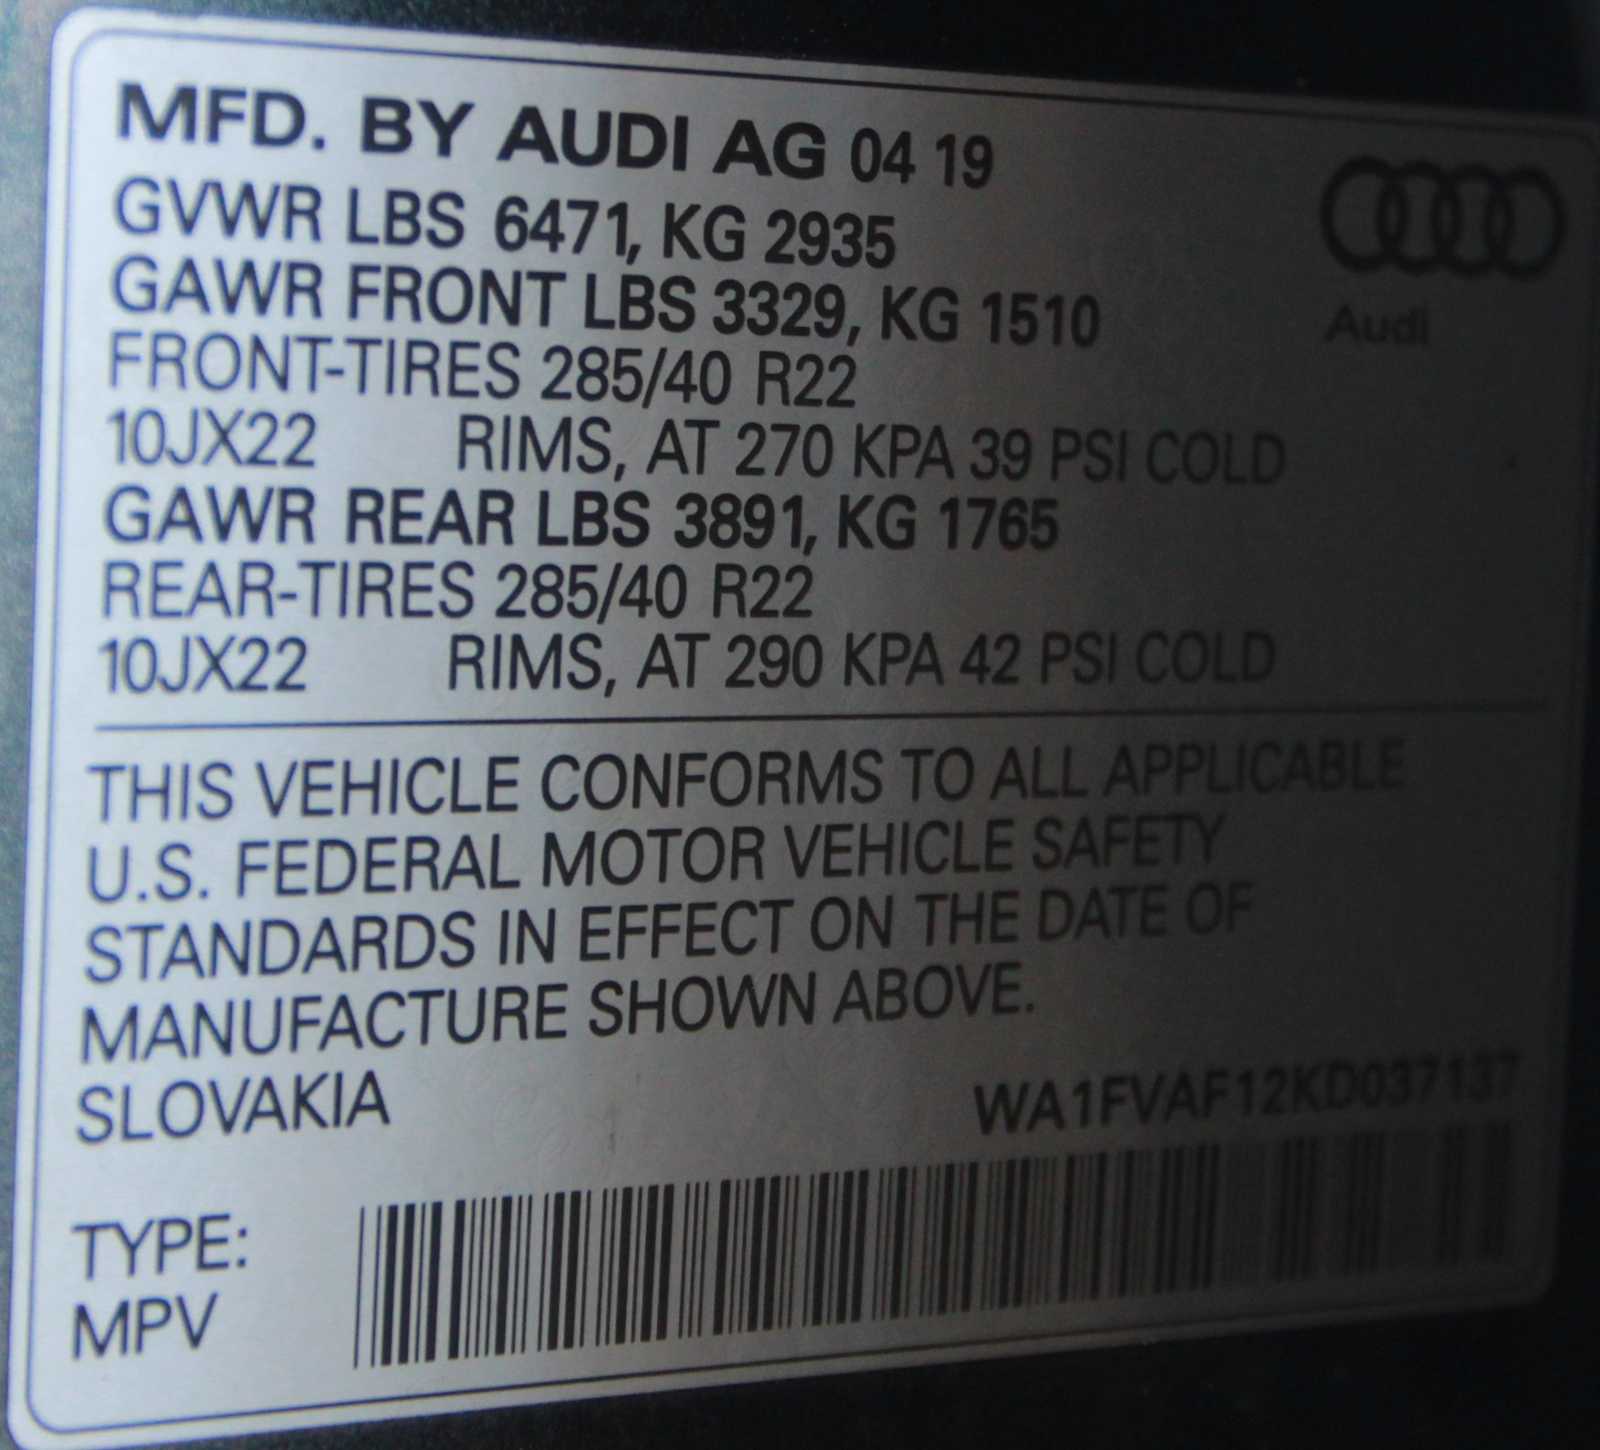 MFD. BY AUDI AG 04 19
GVWR LBS 6471, KG 2935
GAWR FRONT LBS 3329, KG 1510
FRONT-TIRES 285/40 R22
10JX22 RIMS, AT 270 KPA 39 PSI COLD
GAWR REAR LBS 3891, KG 1765
REAR-TIRES 285/40 R22
10JX22 RIMS, AT 290 KPA 42 PSI COLD
Audi
THIS VEHICLE CONFORMS TO ALL APPLICABLE
U.S. FEDERAL MOTOR VEHICLE SAFETY
STANDARDS IN EFFECT ON THE DATE OF
MANUFACTURE SHOWN ABOVE.
SLOVAKIA WA1FVAF12KD037137
TYPE:
MPV